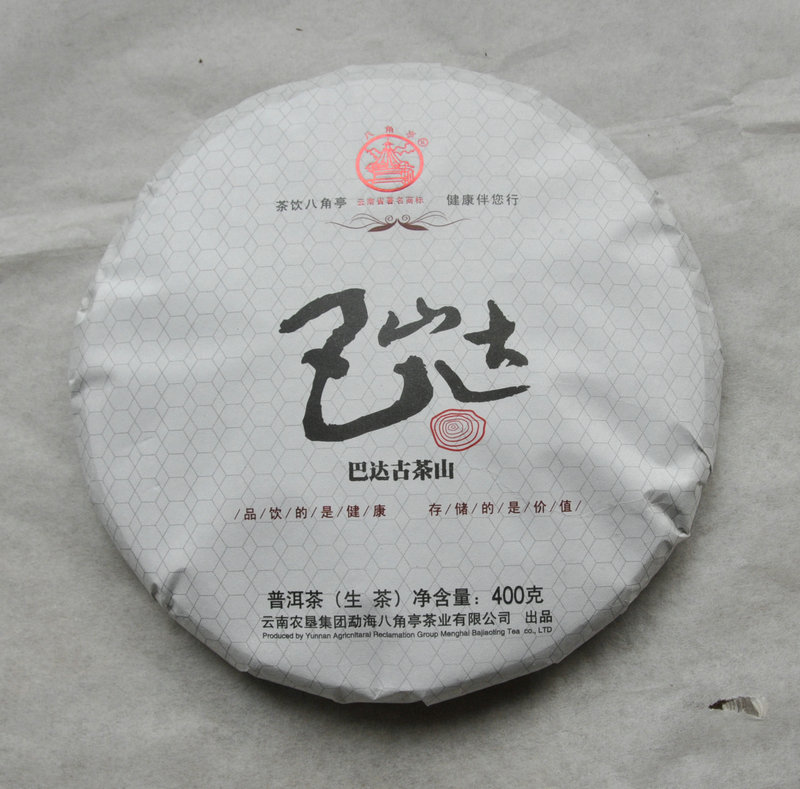 八角亭®
茶饮八角亭 云南省著名商标 健康伴您行
巴达
巴达古茶山
/品/饮/的/是/健/康 存/储/的/是/价/值/
普洱茶（生 茶）净含量：400克
云南农垦集团勐海八角亭茶业有限公司 出品
Produced by Yunnan Agricnltaral Reclamation Group Menghai Bajiaoting Tea co., LTD